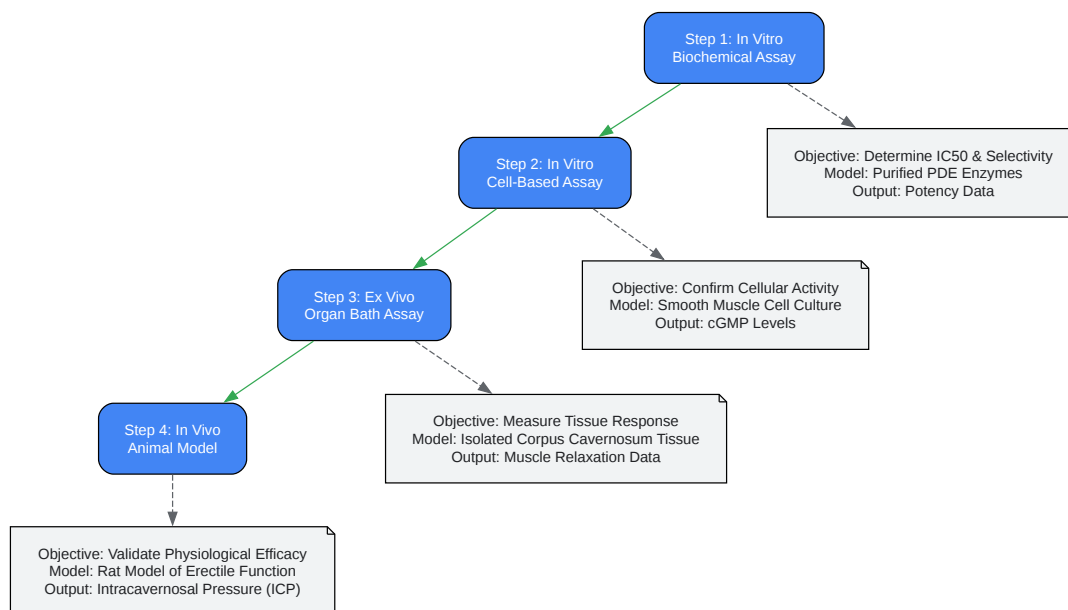 Step 1: In Vitro
Biochemical Assay
Objective: Determine IC50 & Selectivity
Model: Purified PDE Enzymes
Output: Potency Data
Step 2: In Vitro
Cell-Based Assay
Objective: Confirm Cellular Activity
Model: Smooth Muscle Cell Culture
Output: cGMP Levels
Step 3: Ex Vivo
Organ Bath Assay
Objective: Measure Tissue Response
Model: Isolated Corpus Cavernosum Tissue
Output: Muscle Relaxation Data
Step 4: In Vivo
Animal Model
Objective: Validate Physiological Efficacy
Model: Rat Model of Erectile Function
Output: Intracavernosal Pressure (ICP)